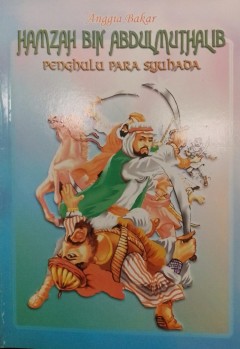 Anggia Bakar
HAMZAH BIN ABDULMUTHALIB
PENGHULU PARA SYUHADA